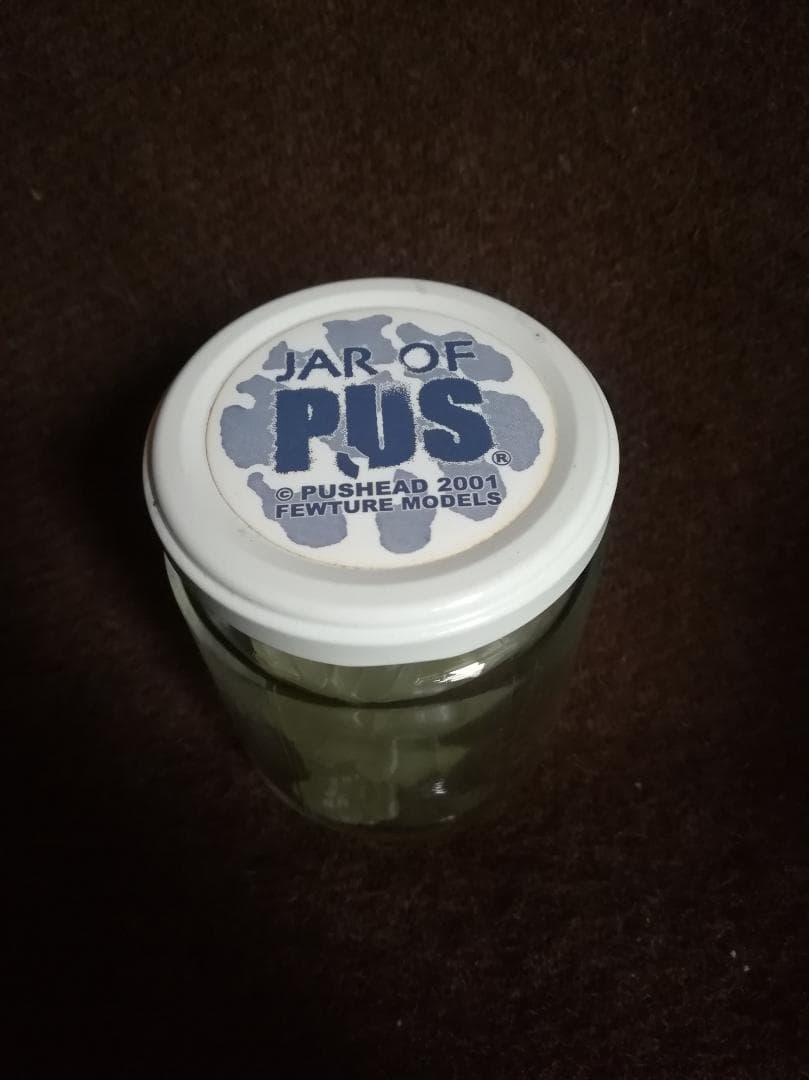 JAR OF
PUS®
© PUSHEAD 2001
FEWTURE MODELS